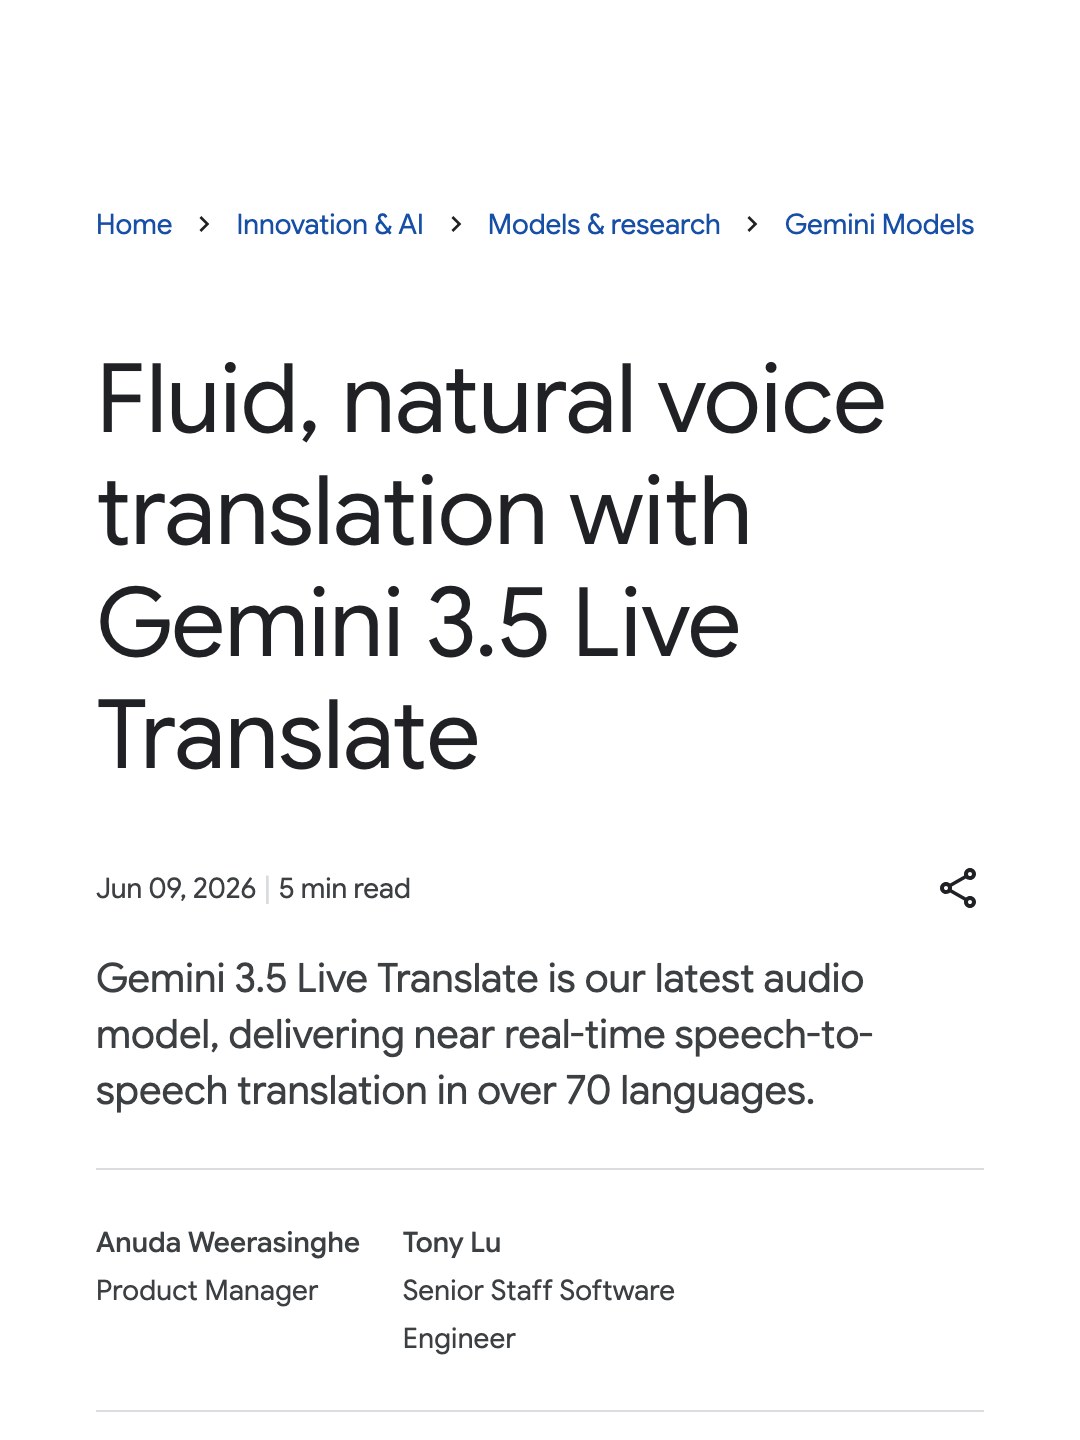 Home > Innovation & AI > Models & research > Gemini Models
Fluid, natural voice
translation with
Gemini 3.5 Live
Translate
Jun 09, 2026 | 5 min read
Gemini 3.5 Live Translate is our latest audio
model, delivering near real-time speech-to-
speech translation in over 70 languages.
Anuda Weerasinghe
Product Manager
Tony Lu
Senior Staff Software
Engineer